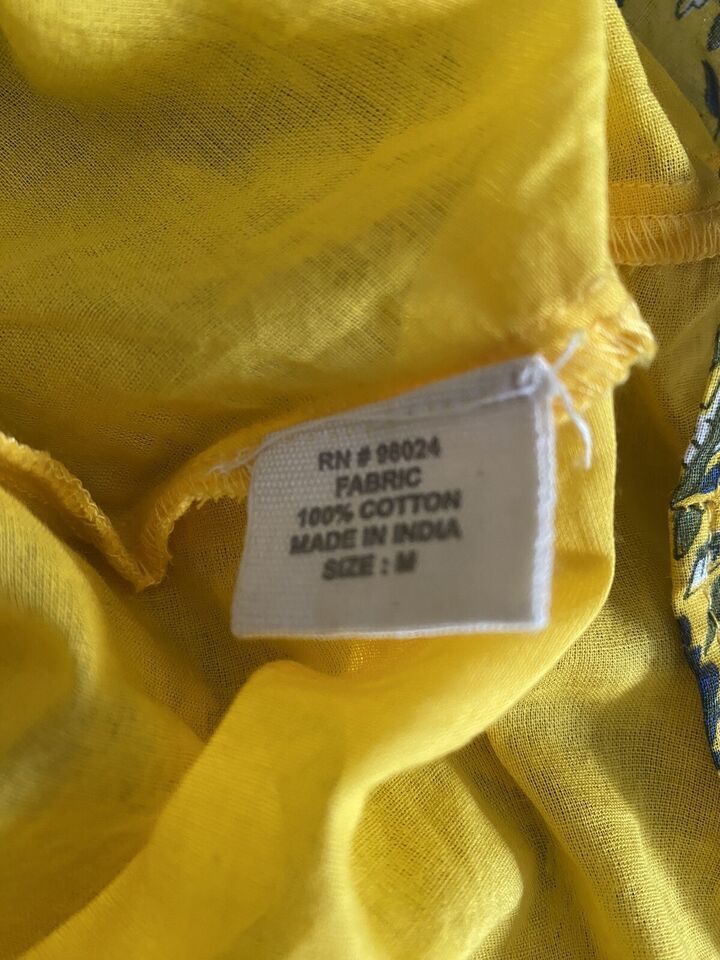 RN # 98024
FABRIC
100% COTTON
MADE IN INDIA
SIZE : M